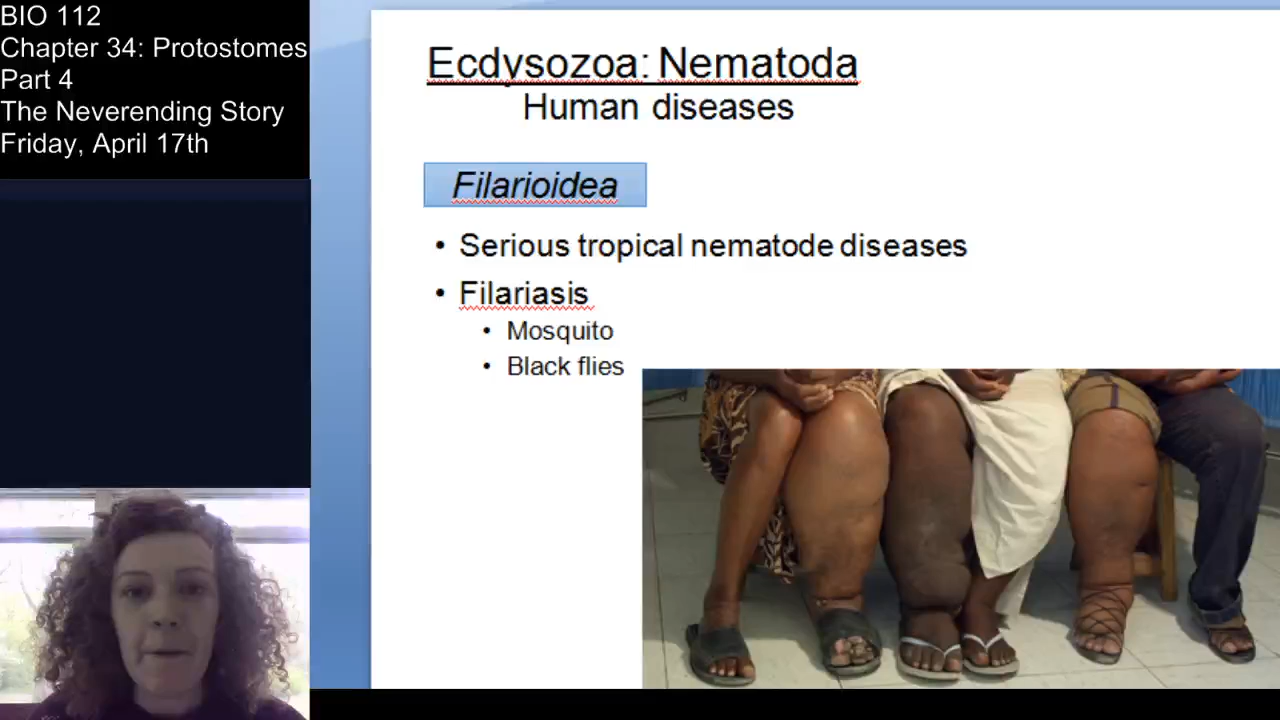 BIO 112
Chapter 34: Protostomes
Part 4
The Neverending Story
Friday, April 17th
Ecdysozoa: Nematoda
Human diseases
Filarioidea
• Serious tropical nematode diseases
• Filariasis
• Mosquito
• Black flies